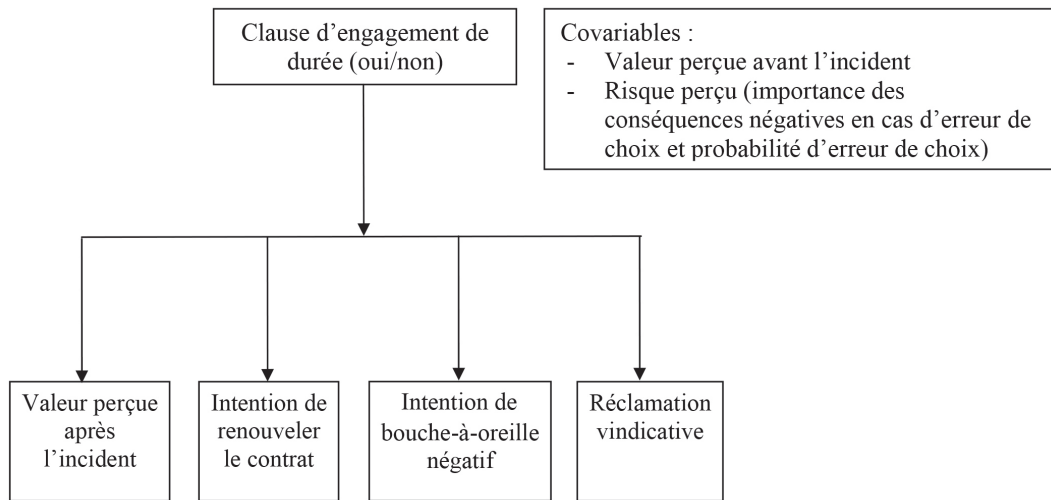 Clause d'engagement de
durée (oui/non)
Covariables :
- Valeur perçue avant l'incident
- Risque perçu (importance des
conséquences négatives en cas d'erreur de
choix et probabilité d'erreur de choix)
Valeur perçue
après
l'incident
Intention de
renouveler
le contrat
Intention de
bouche-à-oreille
négatif
Réclamation
vindicative